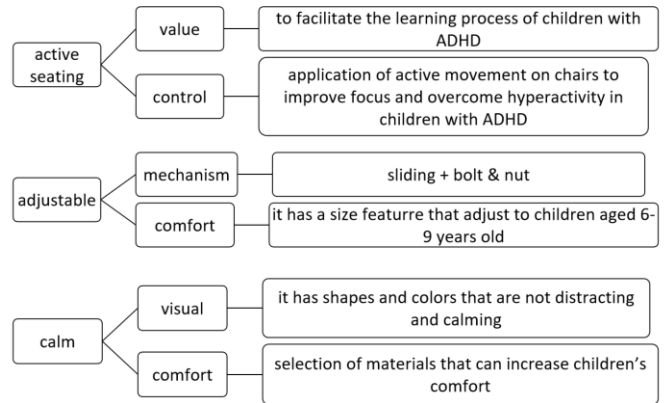 active
seating
value
to facilitate the learning process of children with
ADHD
control
application of active movement on chairs to
improve focus and overcome hyperactivity in
children with ADHD
adjustable
mechanism
sliding + bolt & nut
comfort
it has a size featurre that adjust to children aged 6-
9 years old
calm
visual
it has shapes and colors that are not distracting
and calming
comfort
selection of materials that can increase children's
comfort